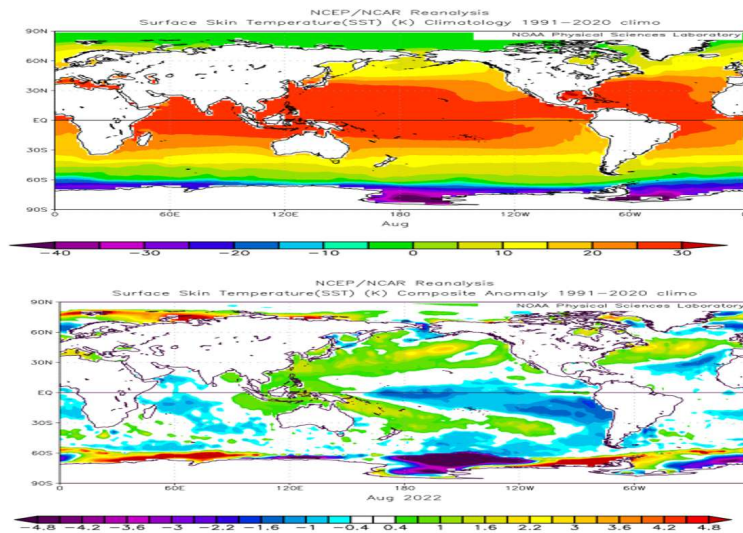 NCEP/NCAR Reanalysis
Surface Skin Temperature(SST) (K) Climatology 1991-2020 climo
NOAA Physical Sciences Laboratory
90N
60N
30N
EQ
30S
60S
90S
0 60E 120E 180 120W 60W
Aug
-40 -30 -20 -10 0 10 20 30
NCEP/NCAR Reanalysis
Surface Skin Temperature(SST) (K) Composite Anomaly 1991-2020 climo
NOAA Physical Sciences Laboratory
90N
60N
30N
EQ
30S
60S
90S
0 60E 120E 180 120W 60W
Aug 2022
-4.8 -4.2 -3.6 -3 -2.2 -1.6 -1 -0.4 0.4 1 1.6 2.2 3 3.6 4.2 4.8